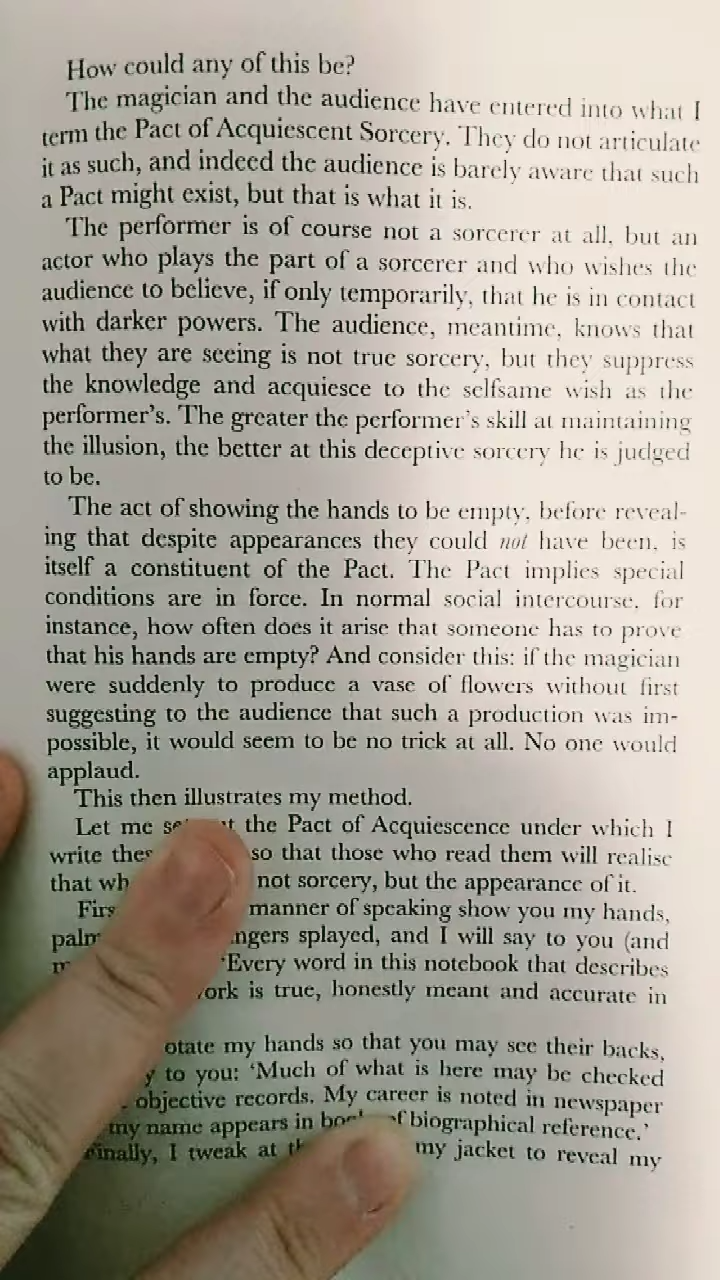 How could any of this be?
The magician and the audience have entered into what I
term the Pact of Acquiescent Sorcery. They do not articulate
it as such, and indeed the audience is barely aware that such
a Pact might exist, but that is what it is.
The performer is of course not a sorcerer at all, but an
actor who plays the part of a sorcerer and who wishes the
audience to believe, if only temporarily, that he is in contact
with darker powers. The audience, meantime, knows that
what they are seeing is not true sorcery, but they suppress
the knowledge and acquiesce to the selfsame wish as the
performer's. The greater the performer's skill at maintaining
the illusion, the better at this deceptive sorcery he is judged
to be.
The act of showing the hands to be empty, before reveal-
ing that despite appearances they could not have been, is
itself a constituent of the Pact. The Pact implies special
conditions are in force. In normal social intercourse, for
instance, how often does it arise that someone has to prove
that his hands are empty? And consider this: if the magician
were suddenly to produce a vase of flowers without first
suggesting to the audience that such a production was im-
possible, it would seem to be no trick at all. No one would
applaud.
This then illustrates my method.
Let me the Pact of Acquiescence under which I
write so that those who read them will realise
that not sorcery, but the appearance of it.
manner of speaking show you my hands,
splayed, and I will say to you (and
'Every word in this notebook that describes
is true, honestly meant and accurate in
my hands so that you may see their backs,
to you: 'Much of what is here may be checked
objective records. My career is noted in newspaper
my name appears in of biographical reference.'
Finally, I tweak at my jacket to reveal my